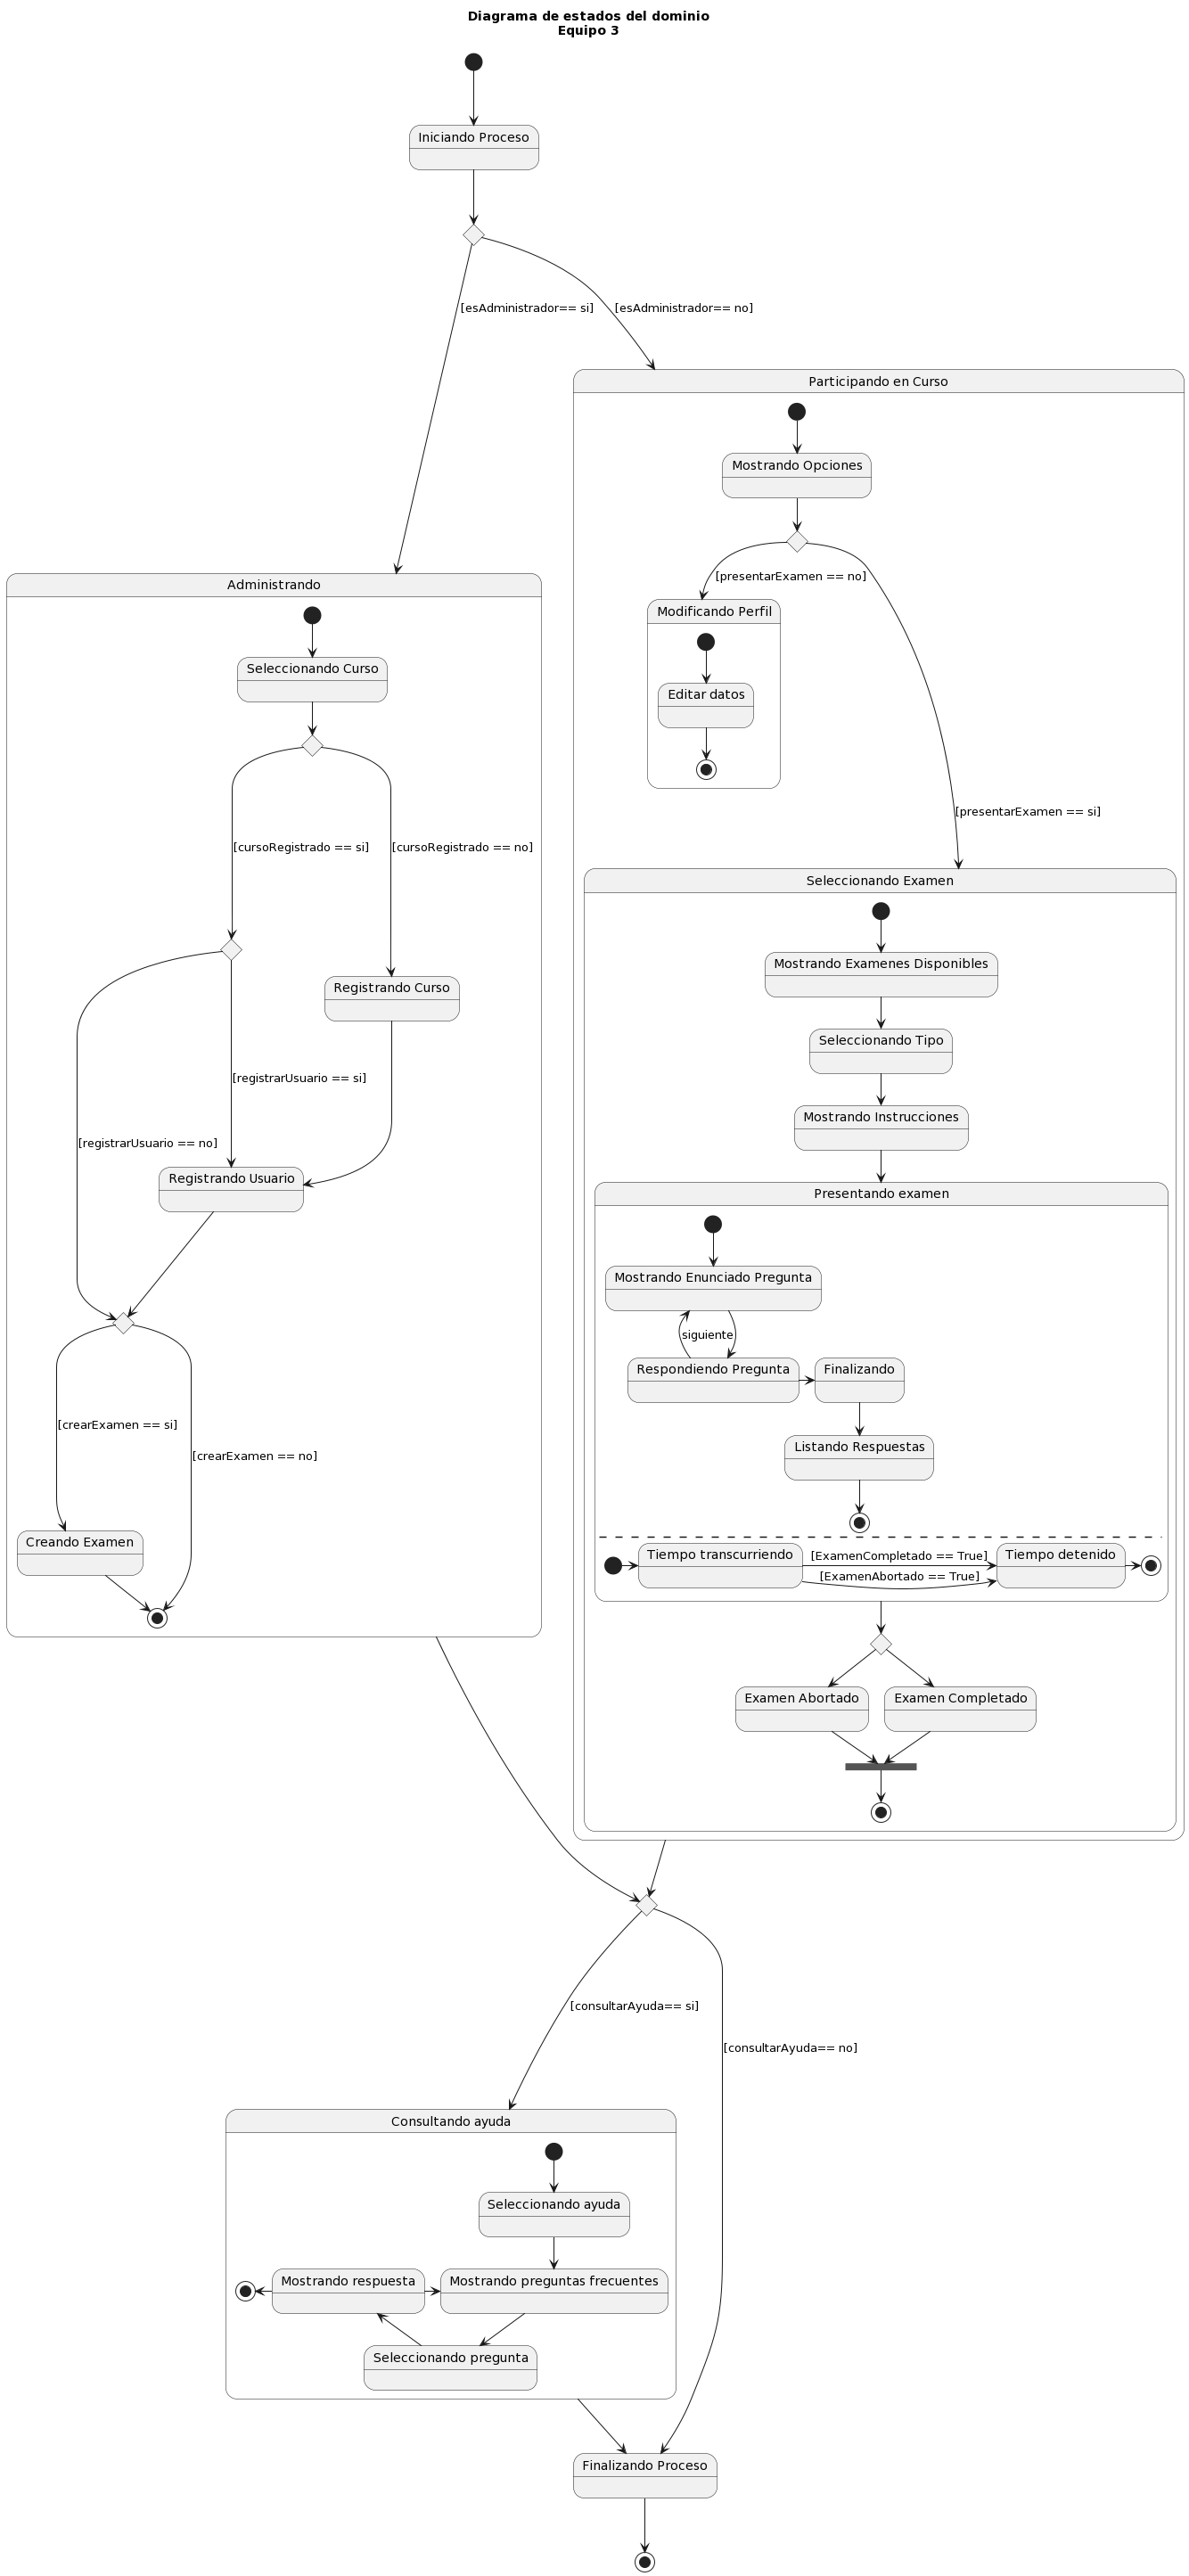 Diagrama de estados del dominio
Equipo 3
Iniciando Proceso
[esAdministrador== si]
[esAdministrador== no]
Participando en Curso
Mostrando Opciones
[presentarExamen == no]
Modificando Perfil
Editar datos
[presentarExamen == si]
Administrando
Seleccionando Curso
[cursoRegistrado == si]
[cursoRegistrado == no]
Registrando Curso
[registrarUsuario == si]
[registrarUsuario == no]
Registrando Usuario
[crearExamen == si]
[crearExamen == no]
Creando Examen
Seleccionando Examen
Mostrando Examenes Disponibles
Seleccionando Tipo
Mostrando Instrucciones
Presentando examen
Mostrando Enunciado Pregunta
siguiente
Respondiendo Pregunta
Finalizando
Listando Respuestas
Tiempo transcurriendo
[ExamenCompletado == True]
[ExamenAbortado == True]
Tiempo detenido
Examen Abortado
Examen Completado
[consultarAyuda== si]
[consultarAyuda== no]
Consultando ayuda
Seleccionando ayuda
Mostrando respuesta
Mostrando preguntas frecuentes
Seleccionando pregunta
Finalizando Proceso